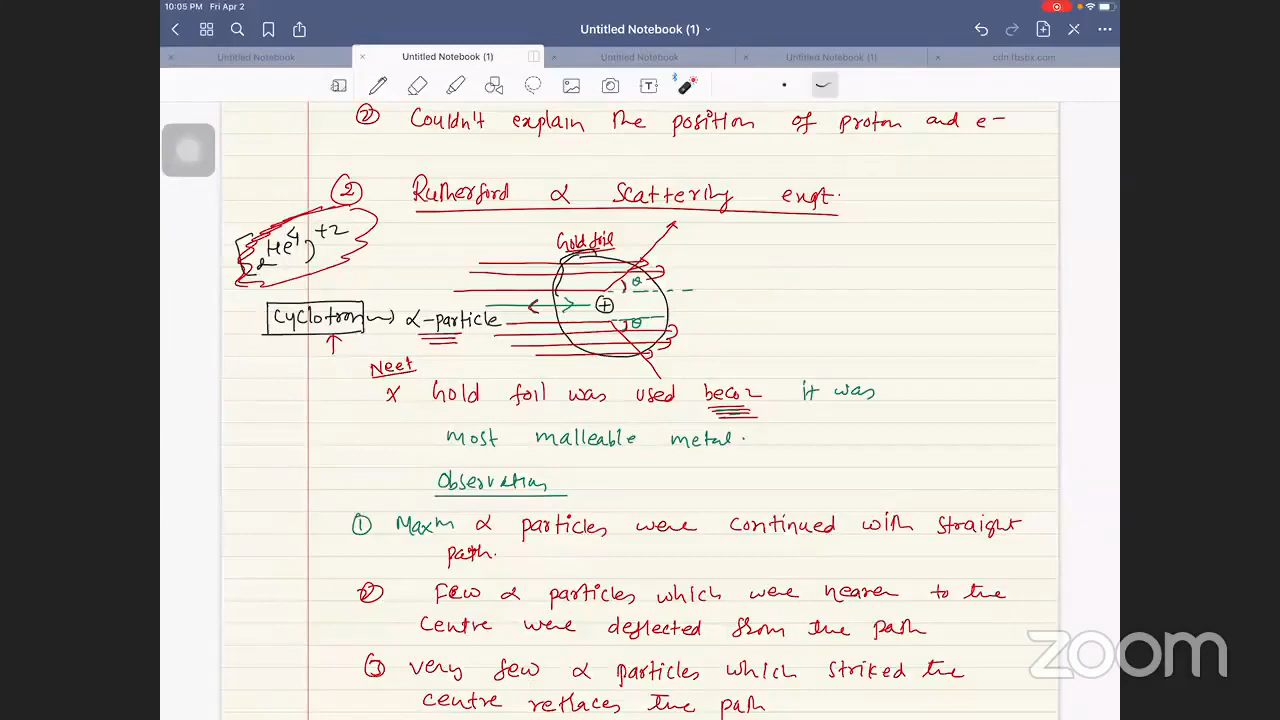 10:05 PM Fri Apr 2
Untitled Notebook (1)
Untitled Notebook
Untitled Notebook (1)
Untitled Notebook
Untitled Notebook (1)
cdn.fbsbx.com
② Couldn't explain the position of proton and e-
② Rutherford α Scattering expt.
[2He4)+2
Gold foil
θ
+
θ
Cyclotron → α-particle
Neet
x Gold foil was used becoz it was
most malleable metal.
Observation
① Maxm α particles were continued with straight
path.
② Few α particles which were nearer to the
centre were deflected from the path
③ very few α particles which striked the
centre retraces the path
zoom